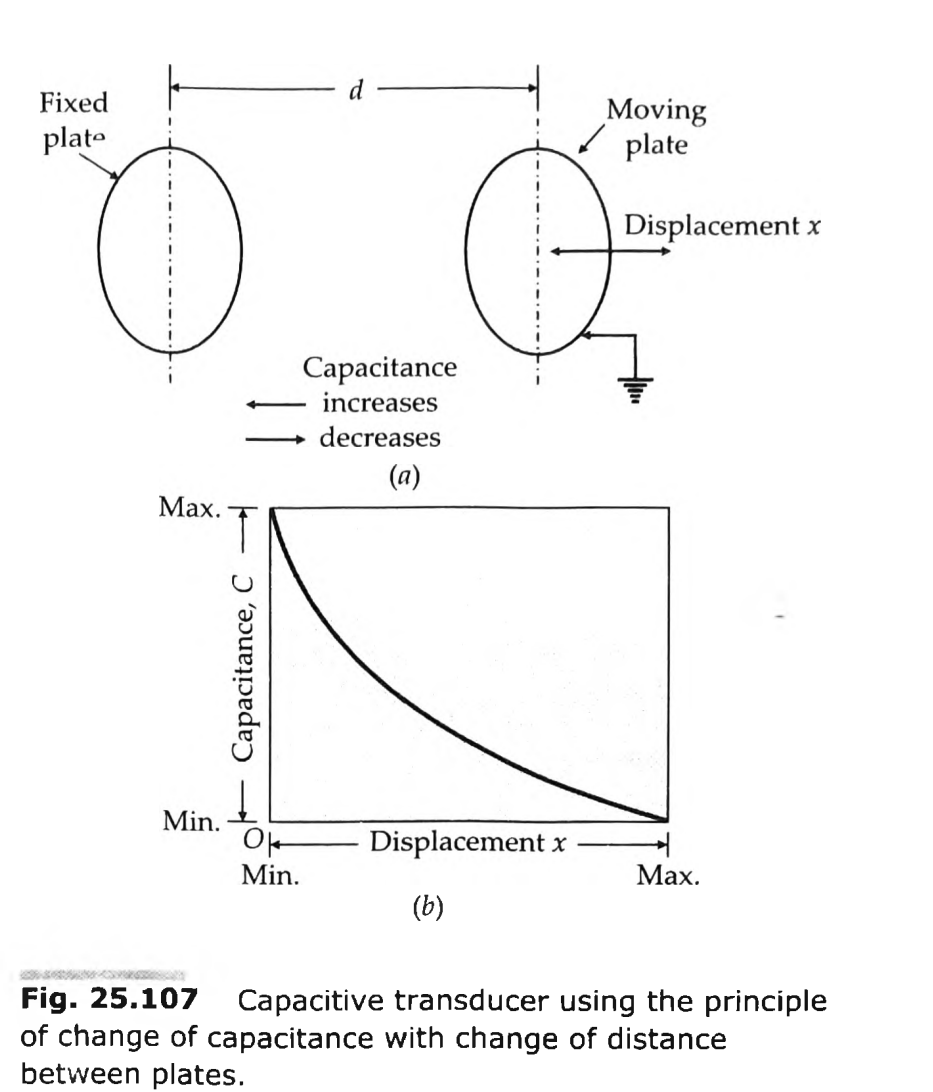 d
Fixed
plate
Moving
plate
Displacement x
Capacitance
increases
decreases
(a)
Max.
Capacitance, C
Min.
O
Displacement x
Min.
Max.
(b)
Fig. 25.107 Capacitive transducer using the principle
of change of capacitance with change of distance
between plates.